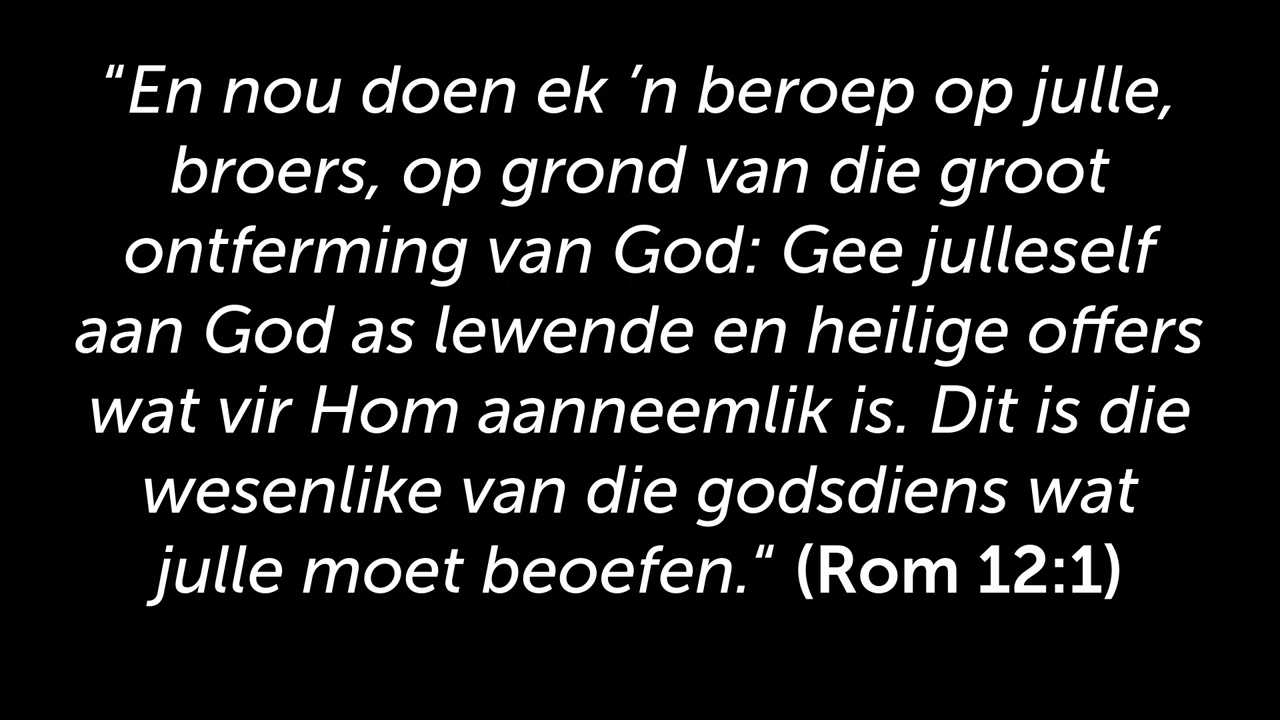 “En nou doen ek ’n beroep op julle,
broers, op grond van die groot
ontferming van God: Gee julleself
aan God as lewende en heilige offers
wat vir Hom aanneemlik is. Dit is die
wesenlike van die godsdiens wat
julle moet beoefen.“ (Rom 12:1)